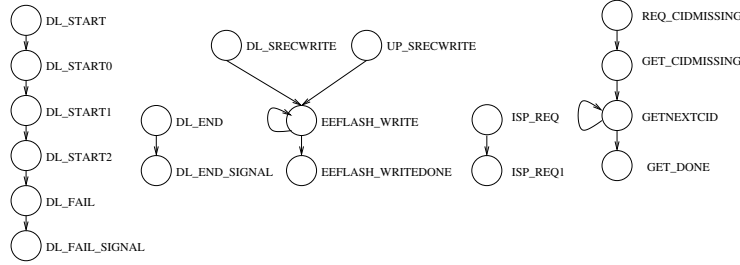 DL_START
DL_START0
DL_START1
DL_START2
DL_FAIL
DL_FAIL_SIGNAL
DL_END
DL_END_SIGNAL
DL_SRECWRITE
UP_SRECWRITE
EEFLASH_WRITE
EEFLASH_WRITEDONE
ISP_REQ
ISP_REQ1
REQ_CIDMISSING
GET_CIDMISSING
GETNEXTCID
GET_DONE